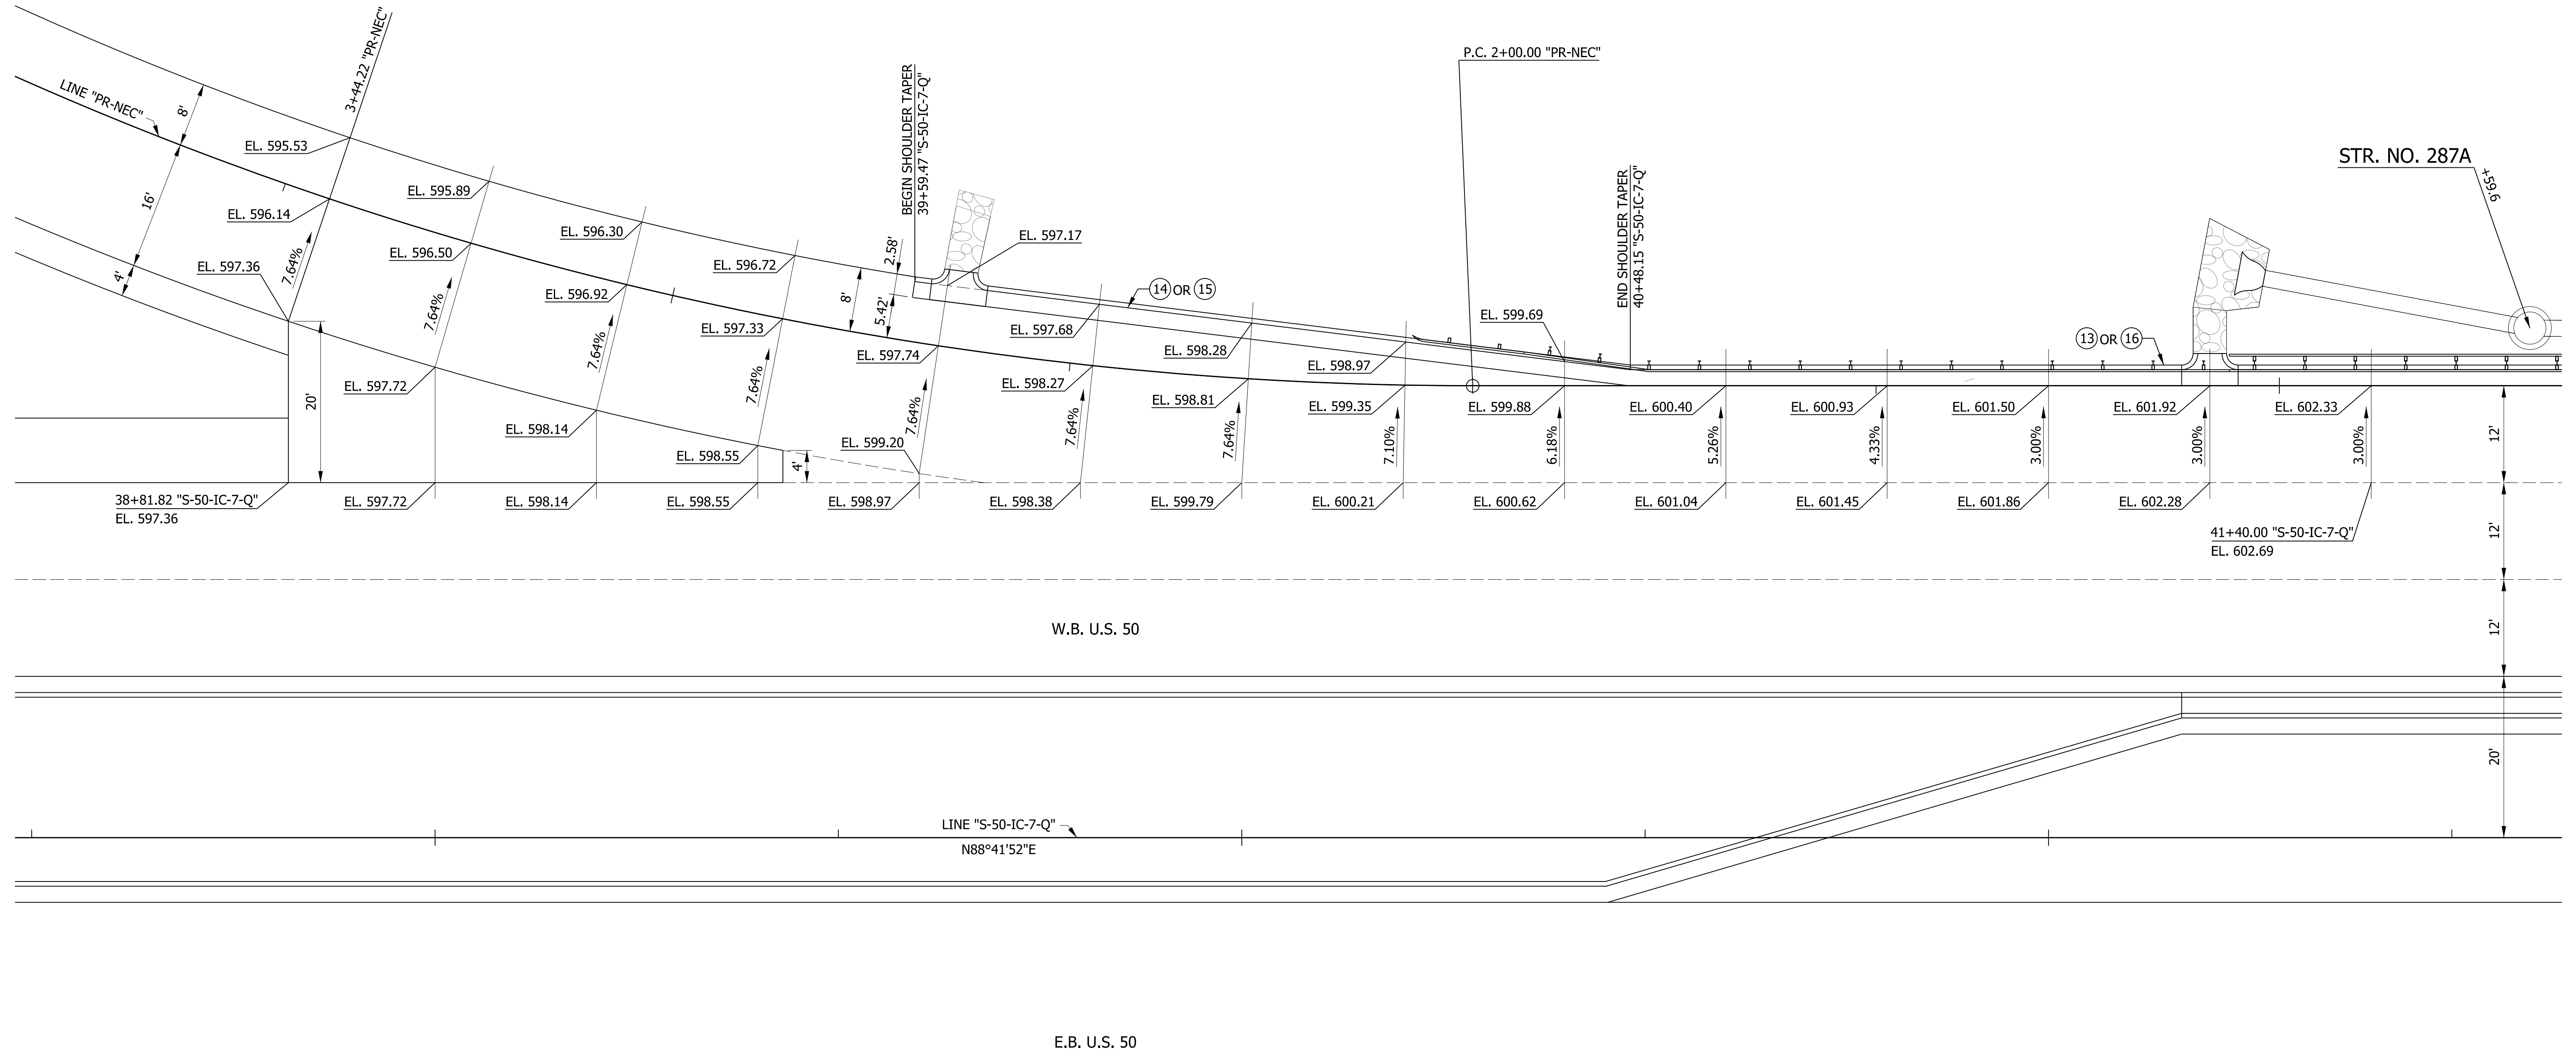 LINE "PR-NEC"
8'
16'
4'
3+44.22 "PR-NEC"
EL. 595.53
EL. 596.14
EL. 597.36
7.64%
EL. 595.89
EL. 596.50
7.64%
EL. 597.72
EL. 596.30
EL. 596.92
7.64%
EL. 598.14
EL. 596.72
EL. 597.33
7.64%
EL. 598.55
20'
4'
BEGIN SHOULDER TAPER
39+59.47 "S-50-IC-7-Q"
2.58'
8'
5.42'
EL. 597.17
EL. 597.74
7.64%
EL. 599.20
14 OR 15
EL. 597.68
EL. 598.27
7.64%
EL. 598.28
EL. 598.81
7.64%
EL. 598.97
EL. 599.35
7.10%
P.C. 2+00.00 "PR-NEC"
EL. 599.69
EL. 599.88
6.18%
END SHOULDER TAPER
40+48.15 "S-50-IC-7-Q"
EL. 600.40
5.26%
EL. 600.93
4.33%
EL. 601.50
3.00%
EL. 601.92
3.00%
EL. 602.33
3.00%
13 OR 16
STR. NO. 287A
+59.6
38+81.82 "S-50-IC-7-Q"
EL. 597.36
EL. 597.72
EL. 598.14
EL. 598.55
EL. 598.97
EL. 598.38
EL. 599.79
EL. 600.21
EL. 600.62
EL. 601.04
EL. 601.45
EL. 601.86
EL. 602.28
41+40.00 "S-50-IC-7-Q"
EL. 602.69
12'
12'
12'
20'
W.B. U.S. 50
LINE "S-50-IC-7-Q"
N88°41'52"E
E.B. U.S. 50